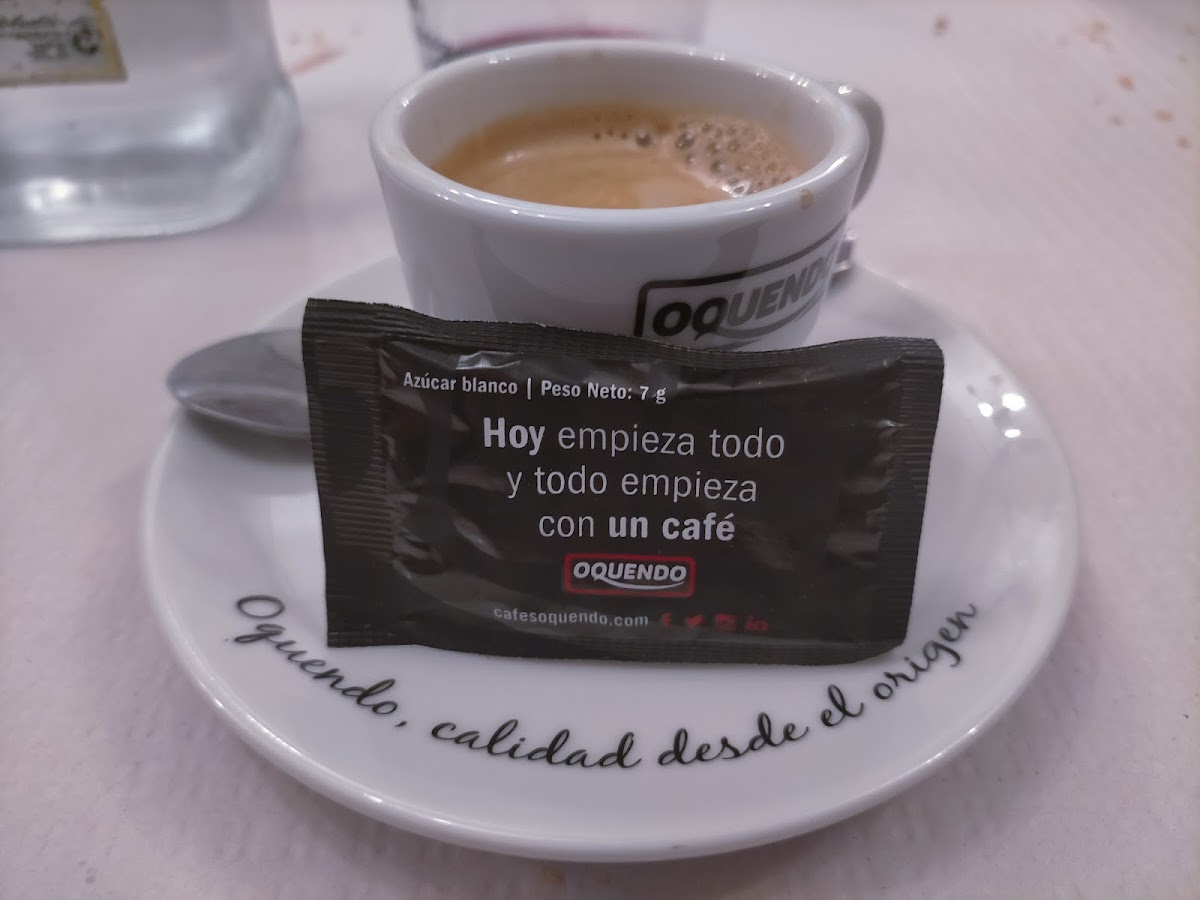 OQUENDO
Azúcar blanco | Peso Neto: 7 g
Hoy empieza todo
y todo empieza
con un café
OQUENDO
cafesoquendo.com
Oquendo, calidad desde el origen